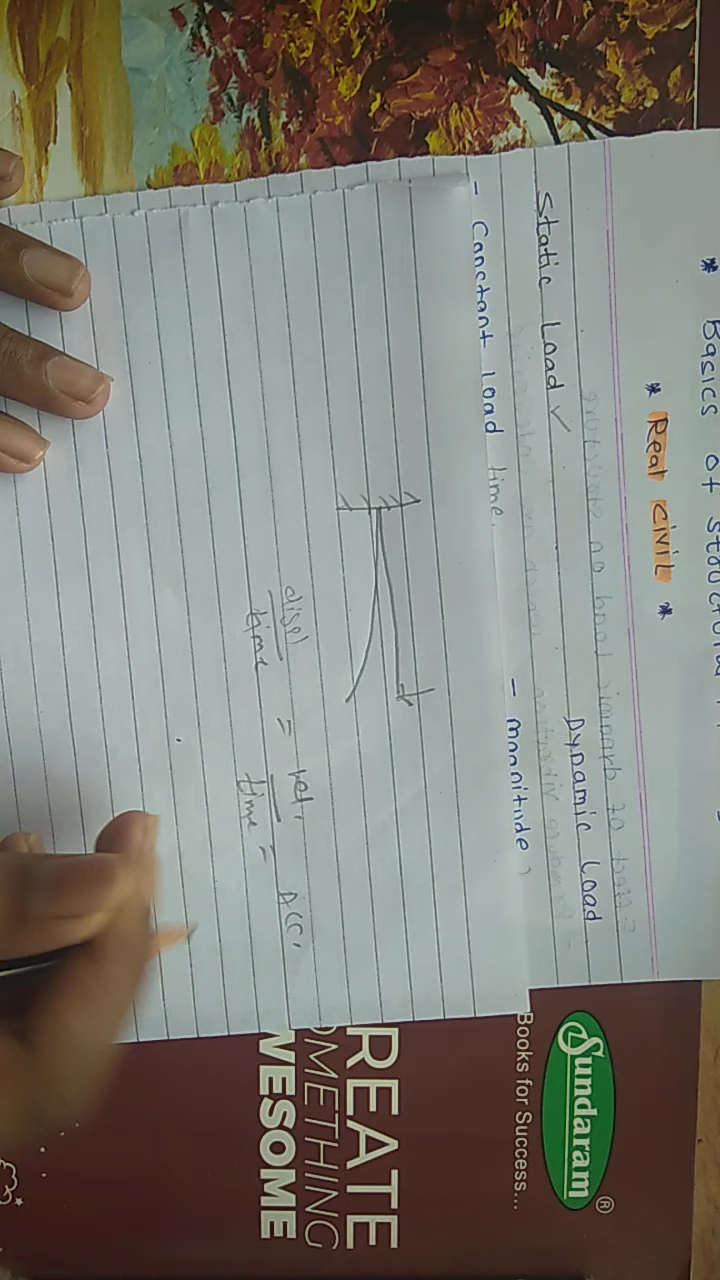 * Basics of
* Real Civil *
Static Load ✓
Dynamic Load
- Constant Load time.
- magnitude,
displ = vel. = Acc.
time time
Sundaram®
Books for Success...
REATE
OMETHING
WESOME